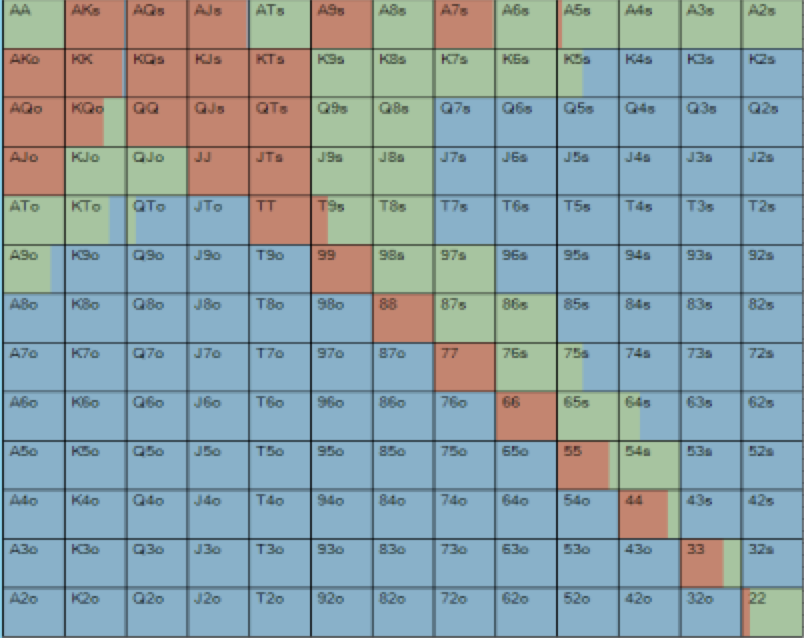 AA AKs AQs AJs ATs A9s A8s A7s A6s A5s A4s A3s A2s
AKo KK KQs KJs KTs K9s K8s K7s K6s K5s K4s K3s K2s
AQo KQo QQ QJs QTs Q9s Q8s Q7s Q6s Q5s Q4s Q3s Q2s
AJo KJo QJo JJ JTs J9s J8s J7s J6s J5s J4s J3s J2s
ATo KTo QTo JTo TT T9s T8s T7s T6s T5s T4s T3s T2s
A9o K9o Q9o J9o T9o 99 98s 97s 96s 95s 94s 93s 92s
A8o K8o Q8o J8o T8o 98o 88 87s 86s 85s 84s 83s 82s
A7o K7o Q7o J7o T7o 97o 87o 77 76s 75s 74s 73s 72s
A6o K6o Q6o J6o T6o 96o 86o 76o 66 65s 64s 63s 62s
A5o K5o Q5o J5o T5o 95o 85o 75o 65o 55 54s 53s 52s
A4o K4o Q4o J4o T4o 94o 84o 74o 64o 54o 44 43s 42s
A3o K3o Q3o J3o T3o 93o 83o 73o 63o 53o 43o 33 32s
A2o K2o Q2o J2o T2o 92o 82o 72o 62o 52o 42o 32o 22